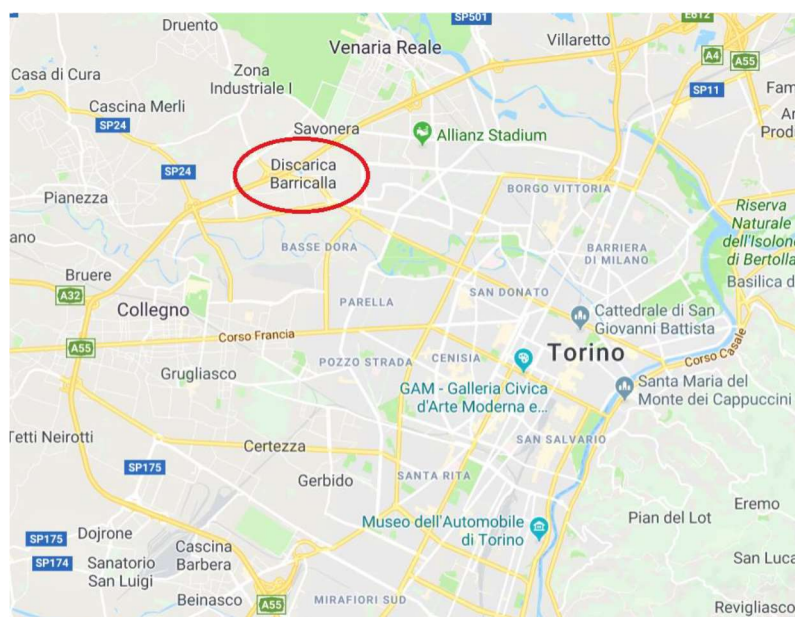 SP501
E612
Druento
Venaria Reale
Villaretto
A4
A55
Casa di Cura
Zona
Industriale I
SP11
Fam
Cascina Merli
SP24
Savonera
Allianz Stadium
Ar
Prodi
SP24
Discarica
Barricalla
Pianezza
BORGO VITTORIA
Riserva
Naturale
dell'Isolone
di Bertolla
ano
BASSE DORA
BARRIERA
DI MILANO
Bruere
Basilica d
A32
Collegno
PARELLA
SAN DONATO
Cattedrale di San
Giovanni Battista
A55
Corso Francia
Torino
Corso Casale
Grugliasco
POZZO STRADA
CENISIA
GAM - Galleria Civica
d'Arte Moderna e...
Santa Maria del
Monte dei Cappuccini
Tetti Neirotti
Certezza
SAN SALVARIO
SP175
Gerbido
SANTA RITA
Museo dell'Automobile
di Torino
Pian del Lot
Eremo
SP175
Dojrone
SP174
Sanatorio
San Luigi
Cascina
Barbera
San Luca
Beinasco
A55
MIRAFIORI SUD
Revigliasco